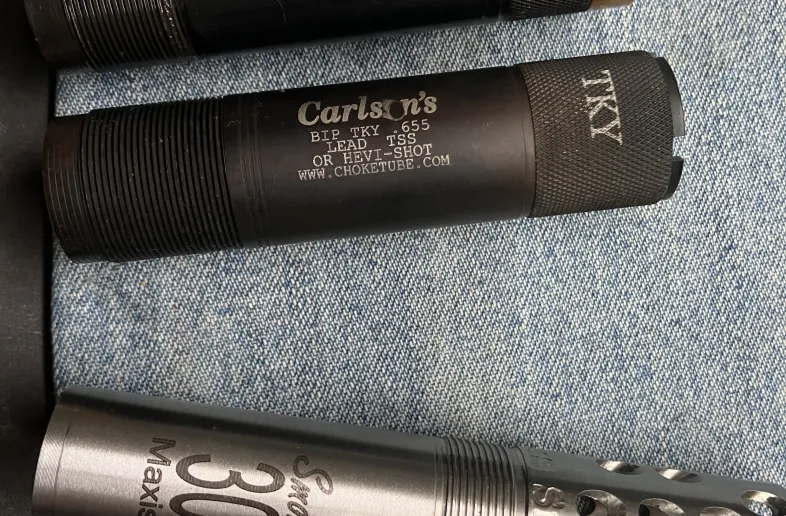 Carlson's
BIP TKY .655
LEAD TSS
OR HEVI-SHOT
WWW.CHOKETUBE.COM
TKY